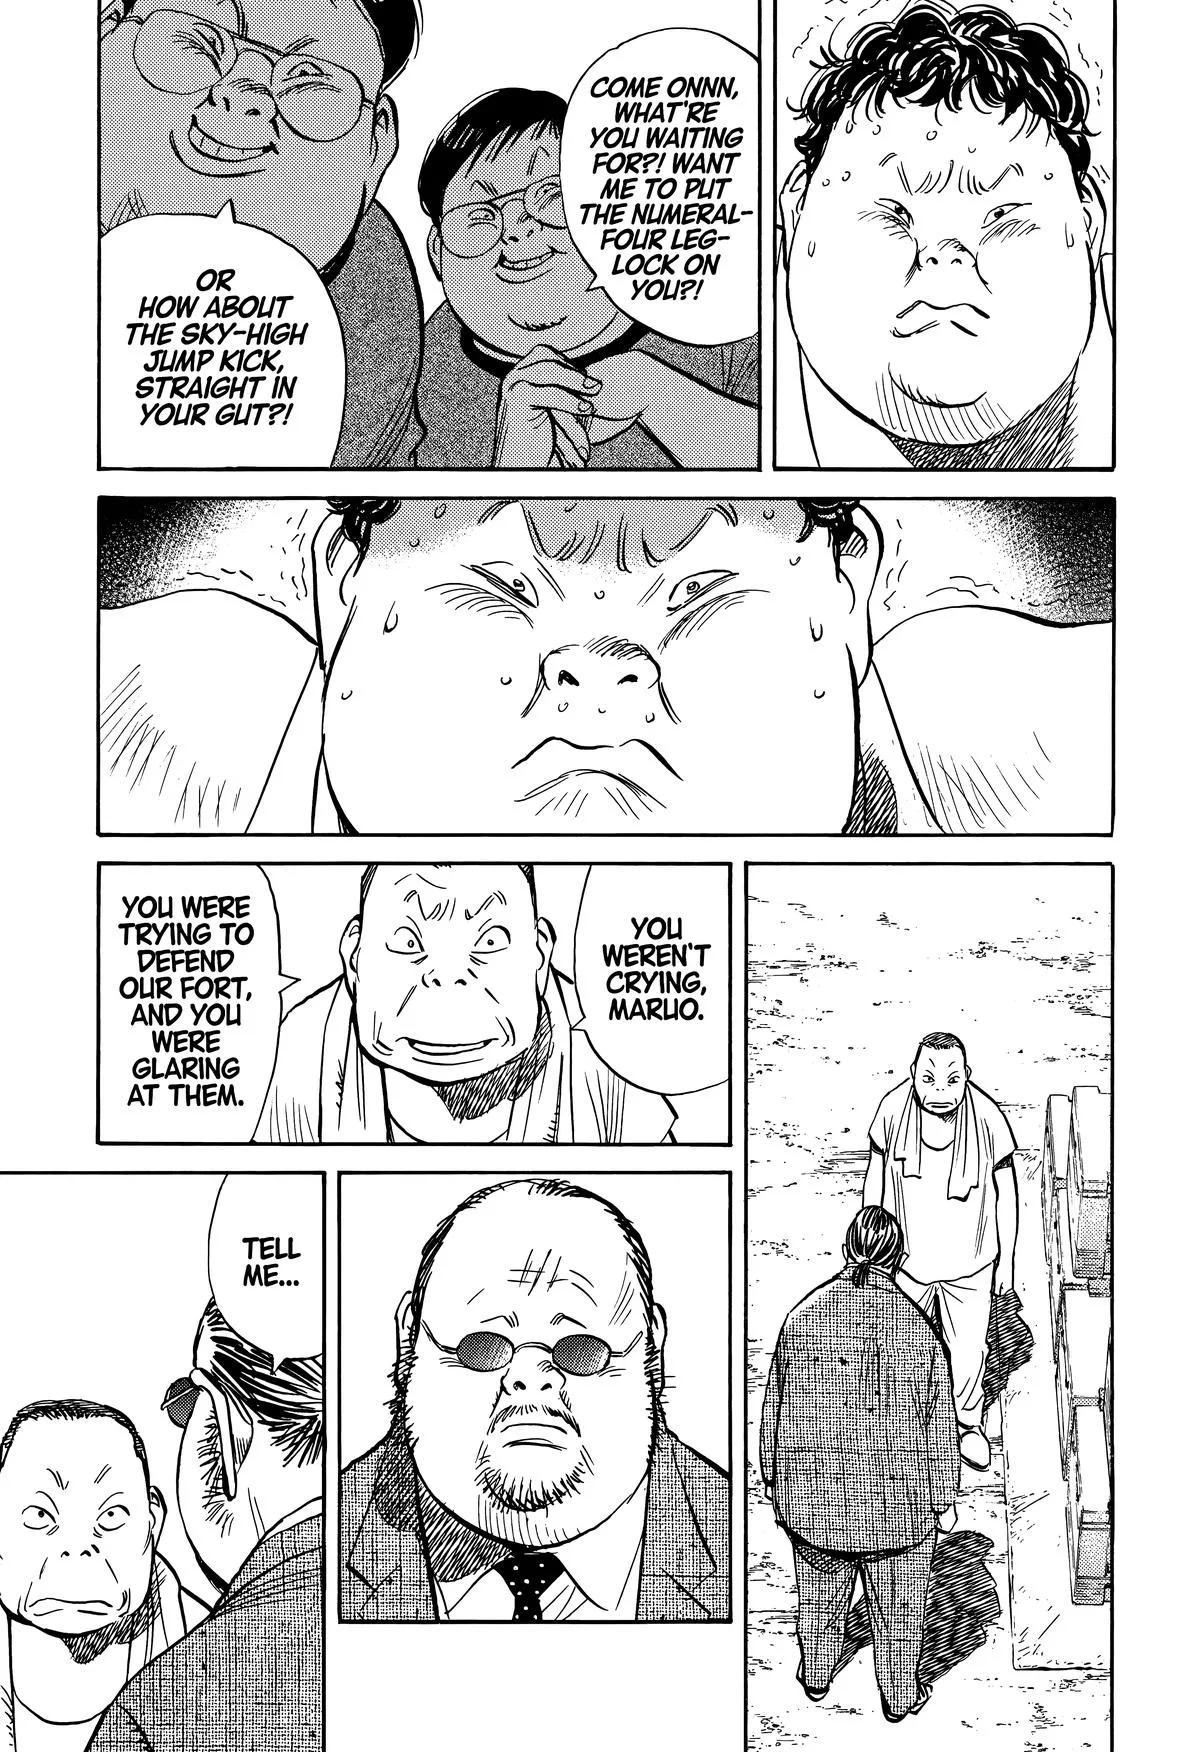 COME ONNN,
WHAT'RE
YOU WAITING
FOR?! WANT
ME TO PUT
THE NUMERAL-
FOUR LEG-
LOCK ON
YOU?!
OR
HOW ABOUT
THE SKY-HIGH
JUMP KICK,
STRAIGHT IN
YOUR GUT?!
YOU
WEREN'T
CRYING,
MARUO.
YOU WERE
TRYING TO
DEFEND
OUR FORT,
AND YOU
WERE
GLARING
AT THEM.
TELL
ME...